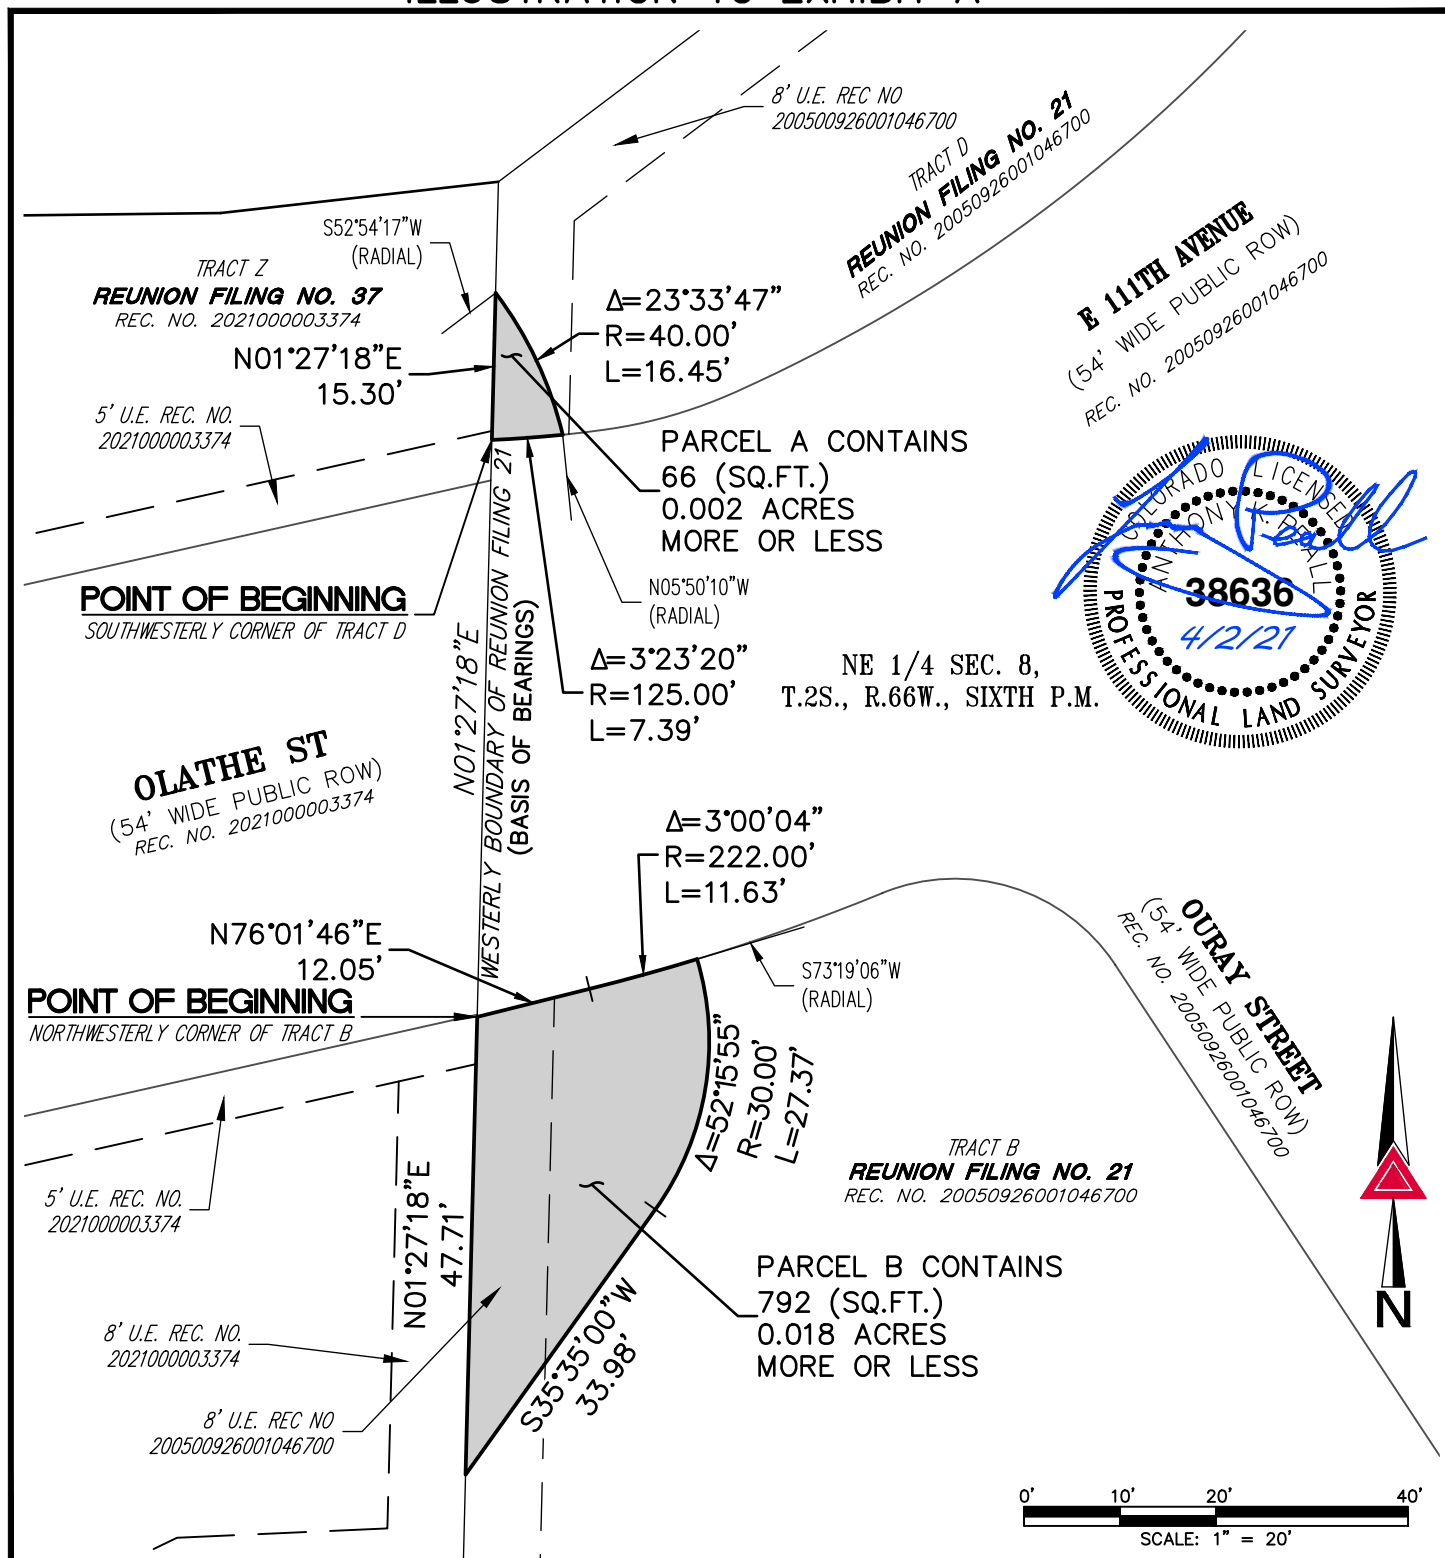 ILLUSTRATION TO EXHIBIT A
8' U.E. REC NO
200500926001046700
TRACT D
REUNION FILING NO. 21
REC. NO. 20050926001046700
S52°54'17"W
(RADIAL)
TRACT Z
REUNION FILING NO. 37
REC. NO. 2021000003374
E 111TH AVENUE
(54' WIDE PUBLIC ROW)
REC. NO. 20050926001046700
Δ=23°33'47"
R=40.00'
L=16.45'
N01°27'18"E
15.30'
5' U.E. REC. NO.
2021000003374
PARCEL A CONTAINS
66 (SQ.FT.)
0.002 ACRES
MORE OR LESS
COLORADO LICENSED
ANTHONY K. PEALL
38636
4/2/21
PROFESSIONAL LAND SURVEYOR
POINT OF BEGINNING
SOUTHWESTERLY CORNER OF TRACT D
N05°50'10"W
(RADIAL)
N01°27'18"E
WESTERLY BOUNDARY OF REUNION FILING 21
(BASIS OF BEARINGS)
Δ=3°23'20"
R=125.00'
L=7.39'
NE 1/4 SEC. 8,
T.2S., R.66W., SIXTH P.M.
OLATHE ST
(54' WIDE PUBLIC ROW)
REC. NO. 2021000003374
Δ=3°00'04"
R=222.00'
L=11.63'
N76°01'46"E
12.05'
S73°19'06"W
(RADIAL)
OURAY STREET
(54' WIDE PUBLIC ROW)
REC. NO. 20050926001046700
POINT OF BEGINNING
NORTHWESTERLY CORNER OF TRACT B
Δ=52°15'55"
R=30.00'
L=27.37'
TRACT B
REUNION FILING NO. 21
REC. NO. 20050926001046700
5' U.E. REC. NO.
2021000003374
N01°27'18"E
47.71'
PARCEL B CONTAINS
792 (SQ.FT.)
0.018 ACRES
MORE OR LESS
S35°35'00"W
33.98'
8' U.E. REC. NO.
2021000003374
8' U.E. REC NO
200500926001046700
N
0' 10' 20' 40'
SCALE: 1" = 20'